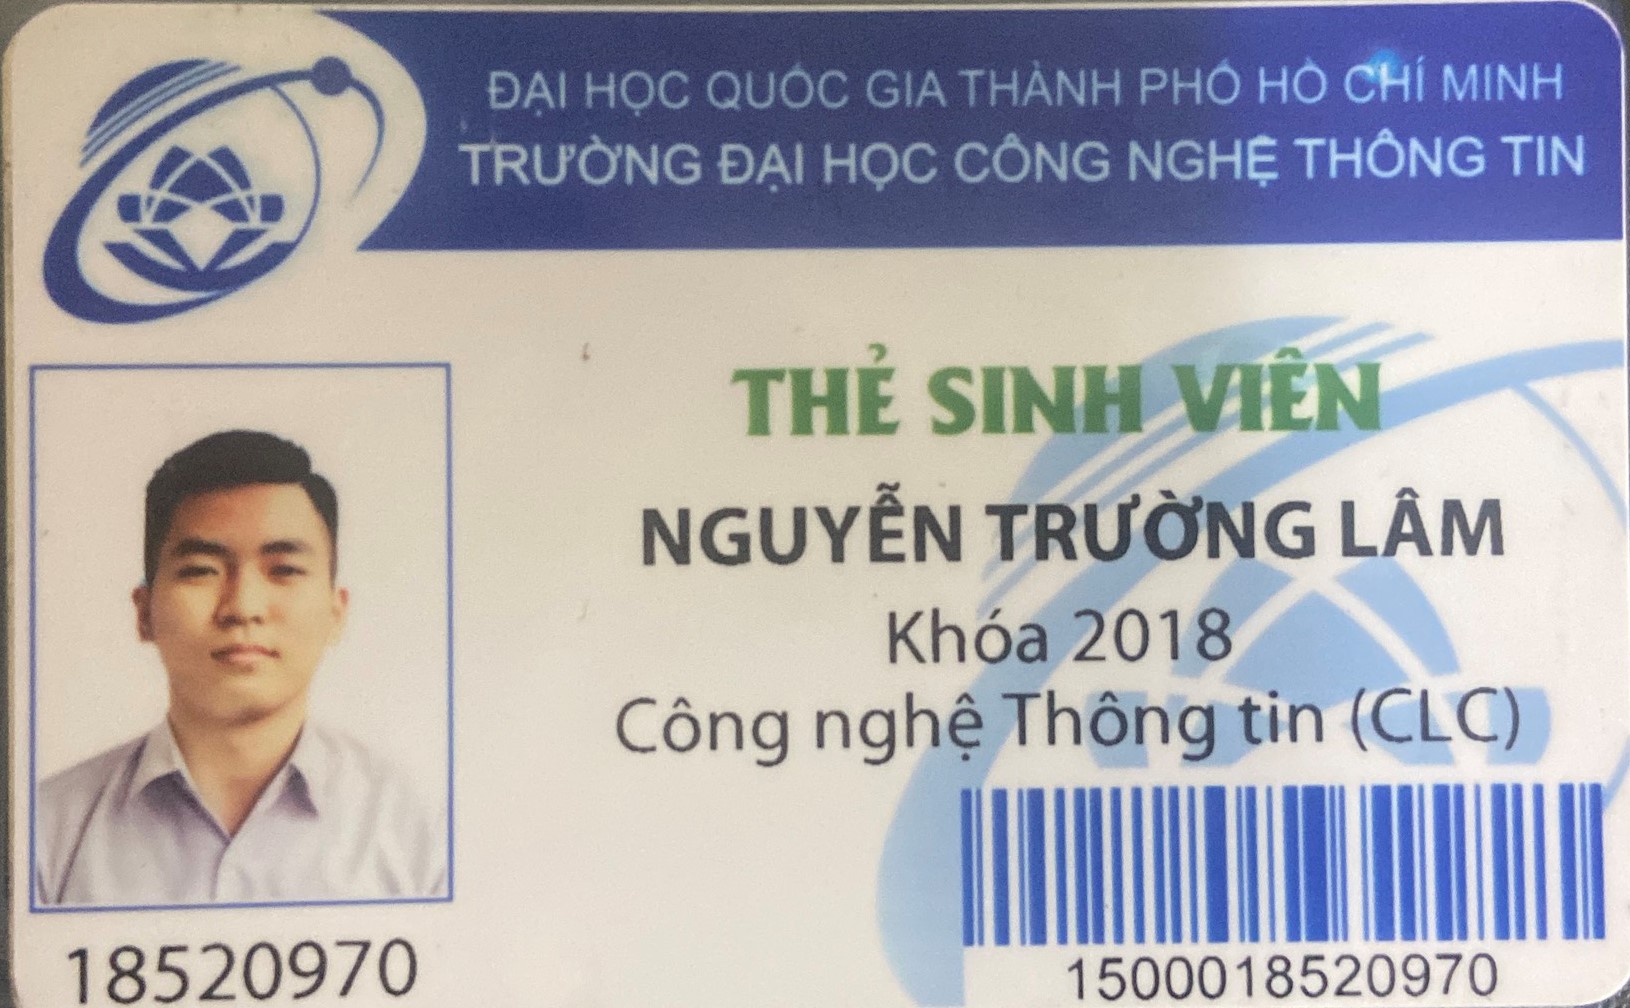 ĐẠI HỌC QUỐC GIA THÀNH PHỐ HỒ CHÍ MINH
TRƯỜNG ĐẠI HỌC CÔNG NGHỆ THÔNG TIN
THẺ SINH VIÊN
NGUYỄN TRƯỜNG LÂM
Khóa 2018
Công nghệ Thông tin (CLC)
18520970
1500018520970